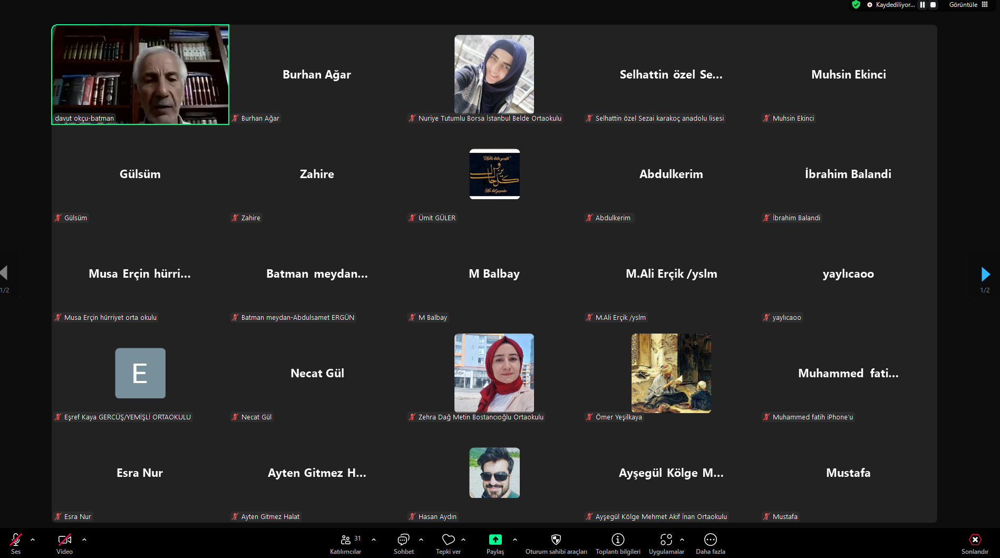 Kaydediliyor...
Görüntüle
davut okçu-batman
Burhan Ağar
Burhan Ağar
Nuriye Tutumlu Borsa İstanbul Belde Ortaokulu
Selhattin özel Se...
Selhattin özel Sezai karakoç anadolu lisesi
Muhsin Ekinci
Muhsin Ekinci
Gülsüm
Gülsüm
Zahire
Zahire
Ümit GÜLER
Abdulkerim
Abdulkerim
İbrahim Balandi
İbrahim Balandi
1/2
1/2
Musa Erçin hürri...
Musa Erçin hürriyet orta okulu
Batman meydan...
Batman meydan-Abdulsamet ERGÜN
M Balbay
M Balbay
M.Ali Erçik /yslm
M.Ali Erçik /yslm
yaylıcaoo
yaylıcaoo
E
Eşref Kaya GERCÜŞ/YEMİŞLİ ORTAOKULU
Necat Gül
Necat Gül
Zehra Dağ Metin Bostancıoğlu Ortaokulu
Ömer Yeşilkaya
Muhammed fati...
Muhammed fatih iPhone'u
Esra Nur
Esra Nur
Ayten Gitmez H...
Ayten Gitmez Halat
Hasan Aydın
Ayşegül Kölge M...
Ayşegül Kölge Mehmet Akif İnan Ortaokulu
Mustafa
Mustafa
Ses
Video
31
Katılımcılar
Sohbet
Tepki ver
Paylaş
Oturum sahibi araçları
Toplantı bilgileri
Uygulamalar
Daha fazla
Sonlandır